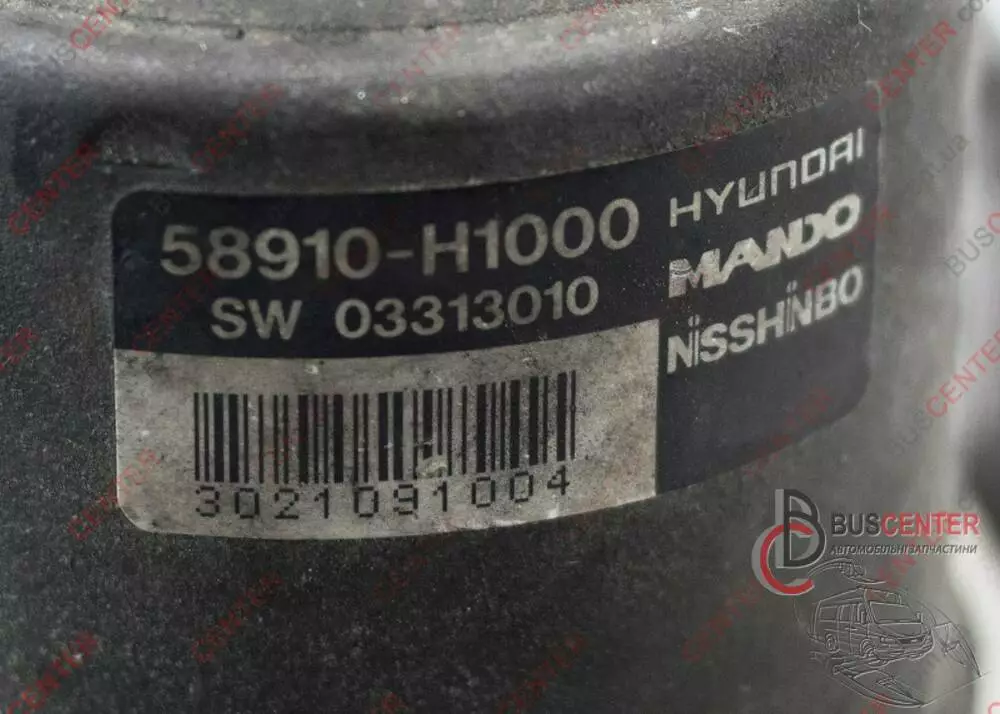 58910-H1000
SW 03313010
HYUNDAI
MANDO
NiSSHiNBO
3021091004
BUSCENTER
АВТОМОБІЛЬНІ ЗАПЧАСТИНИ